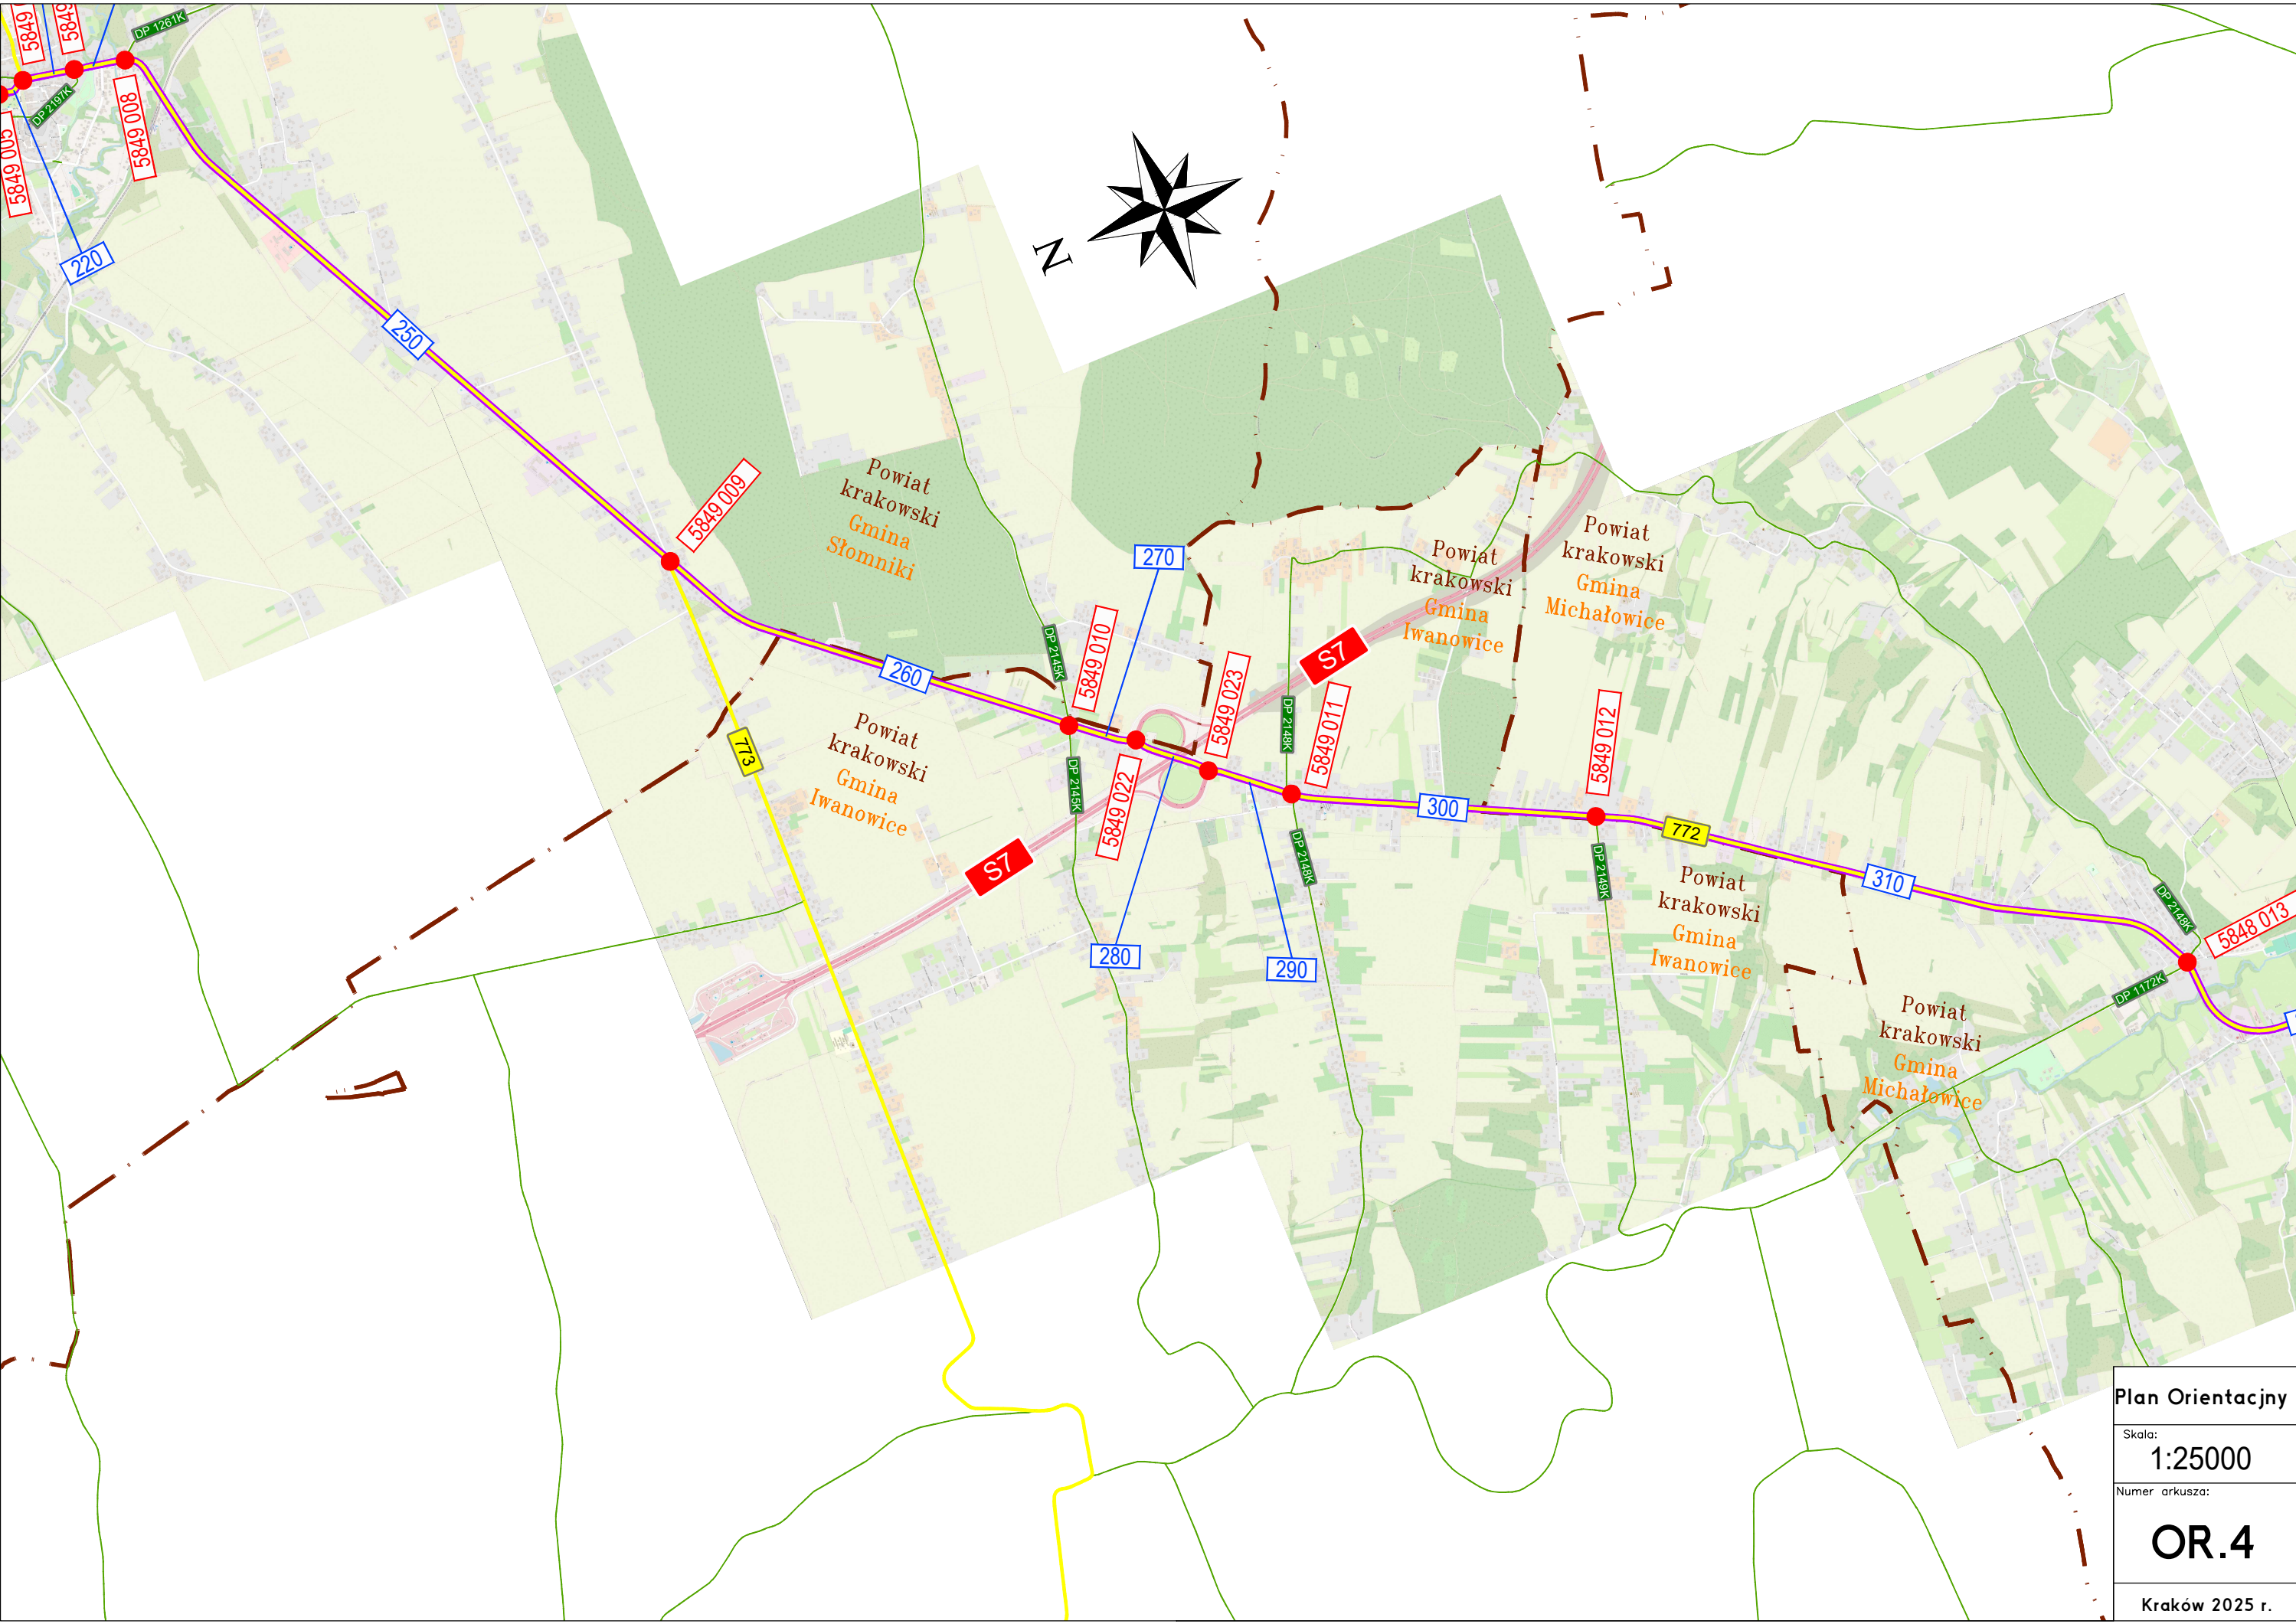 5849
5849
DP 1261K
DP 2197K
5849 005
5849 008
220
250
N
5849 009
Powiat
krakowski
Gmina
Słomniki
270
260
DP 2145K
5849 010
5849 023
S7
Powiat
krakowski
Gmina
Iwanowice
Powiat
krakowski
Gmina
Michałowice
773
Powiat
krakowski
Gmina
Iwanowice
DP 2145K
5849 022
DP 2148K
5849 011
5849 012
300
772
S7
DP 2148K
DP 2149K
280
290
Powiat
krakowski
Gmina
Iwanowice
310
DP 2148K
5848 013
DP 1172K
Powiat
krakowski
Gmina
Michałowice
Plan Orientacjny
Skala:
1:25000
Numer arkusza:
OR.4
Kraków 2025 r.